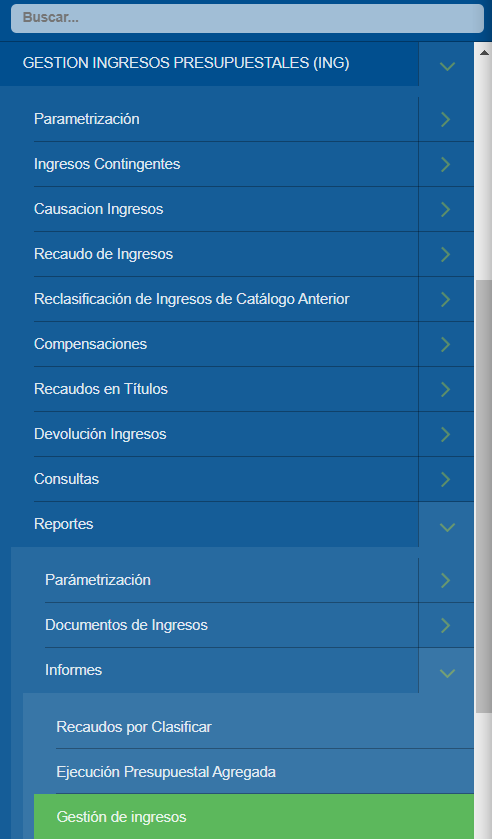 Buscar...
GESTION INGRESOS PRESUPUESTALES (ING)
Parametrización
Ingresos Contingentes
Causacion Ingresos
Recaudo de Ingresos
Reclasificación de Ingresos de Catálogo Anterior
Compensaciones
Recaudos en Títulos
Devolución Ingresos
Consultas
Reportes
Parámetrización
Documentos de Ingresos
Informes
Recaudos por Clasificar
Ejecución Presupuestal Agregada
Gestión de ingresos